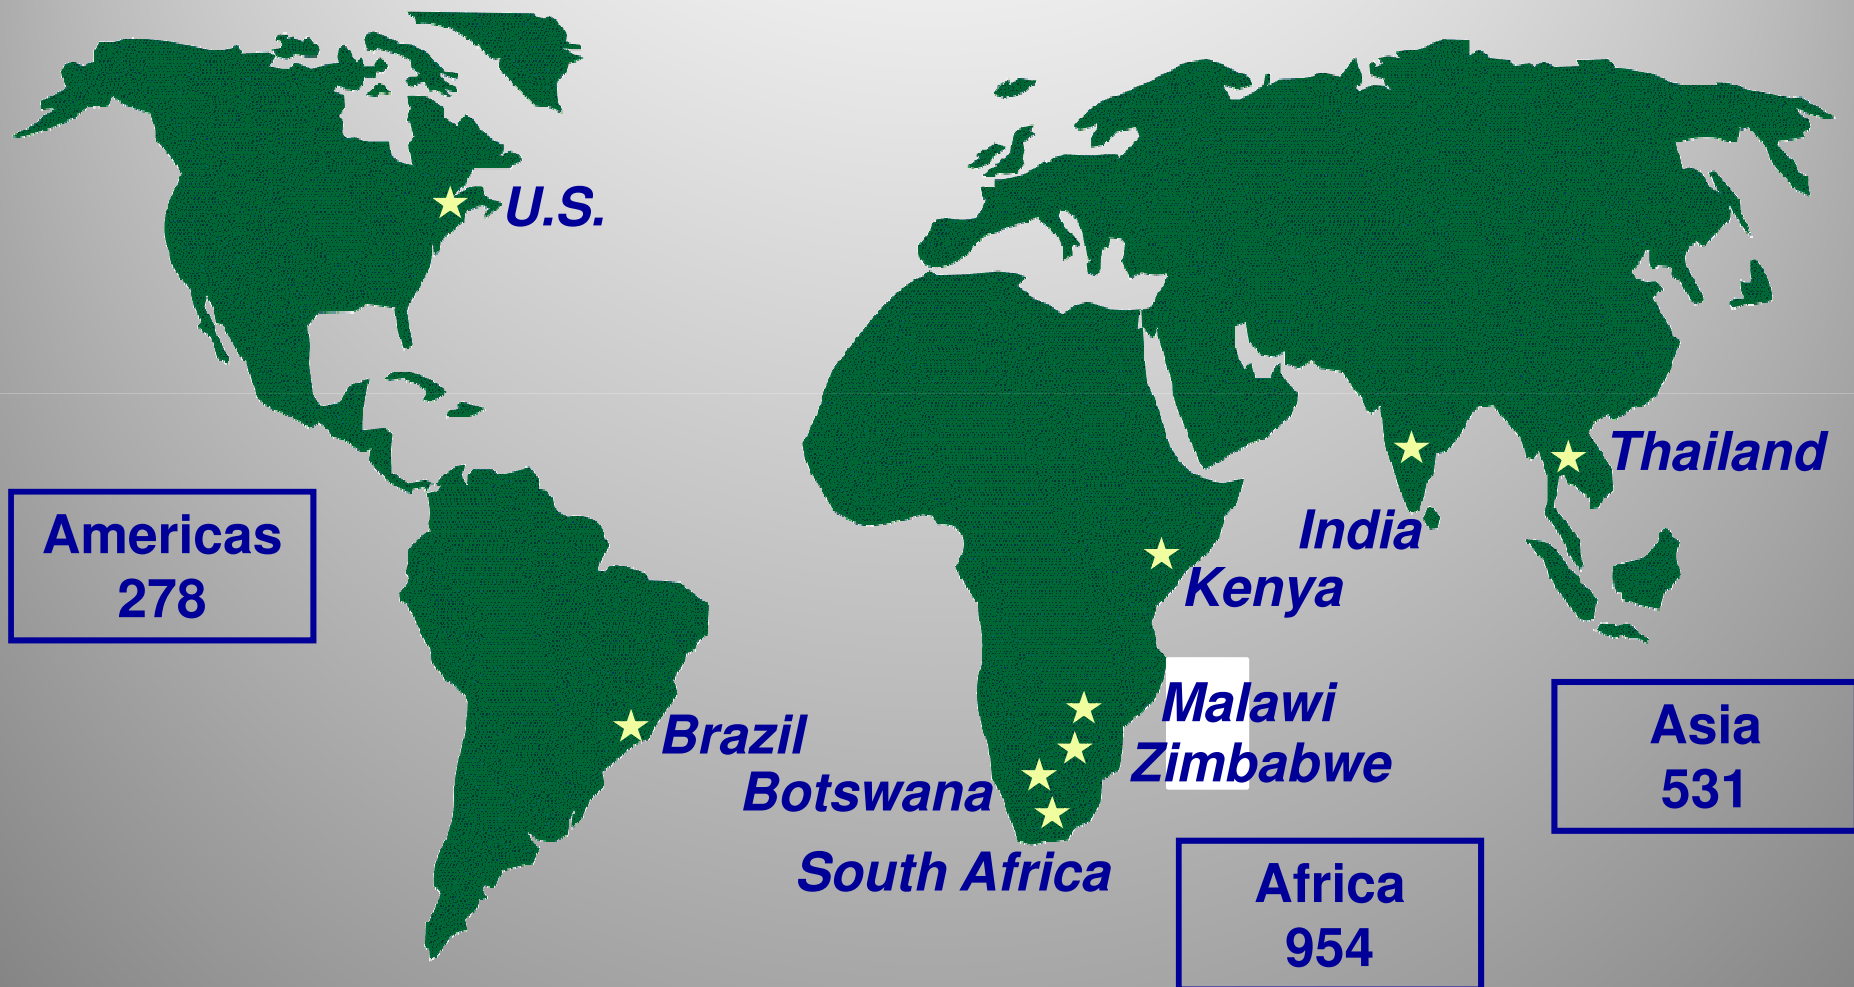 U.S.
Thailand
India
Kenya
Americas
278
Malawi
Zimbabwe
Brazil
Botswana
South Africa
Asia
531
Africa
954